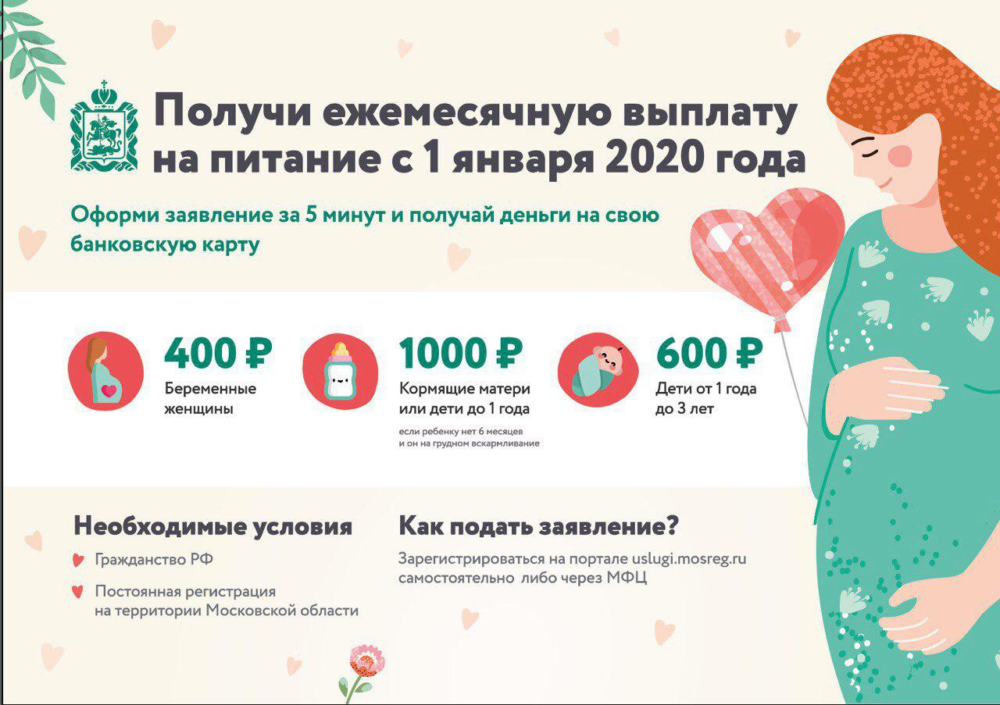 Получи ежемесячную выплату
на питание с 1 января 2020 года
Оформи заявление за 5 минут и получай деньги на свою
банковскую карту
400 ₽
Беременные
женщины
1000 ₽
Кормящие матери
или дети до 1 года
если ребенку нет 6 месяцев
и он на грудном вскармливание
600 ₽
Дети от 1 года
до 3 лет
Необходимые условия
Гражданство РФ
Постоянная регистрация
на территории Московской области
Как подать заявление?
Зарегистрироваться на портале uslugi.mosreg.ru
самостоятельно либо через МФЦ